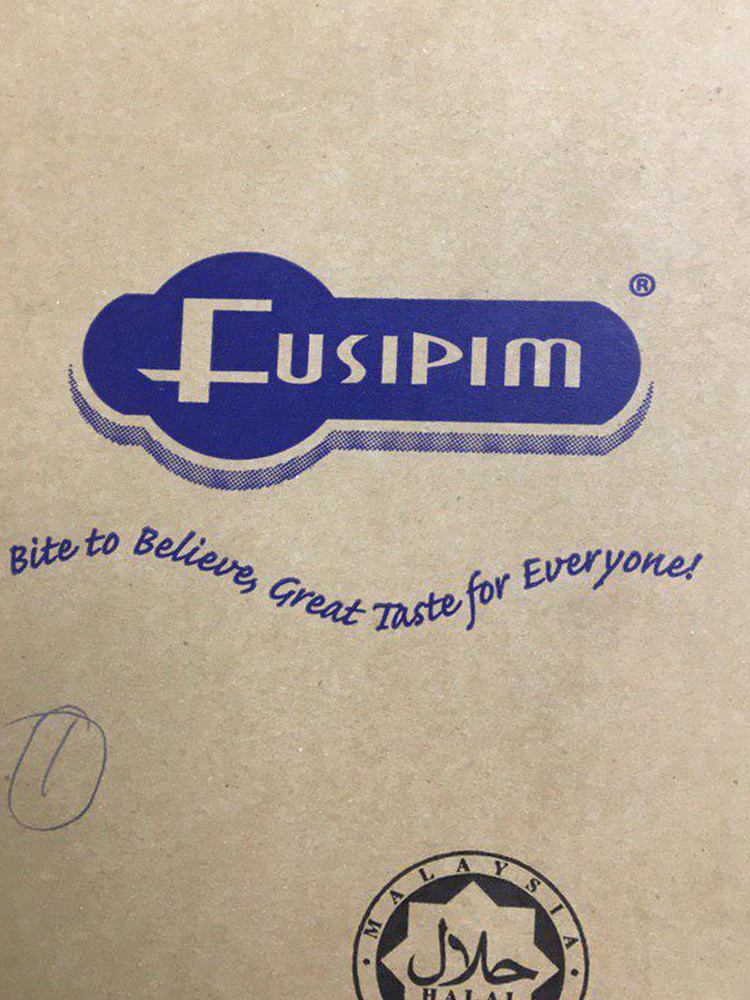 FUSIPIM ®
Bite to Believe, Great Taste for Everyone!
MALAYSIA
حلال
HALAL